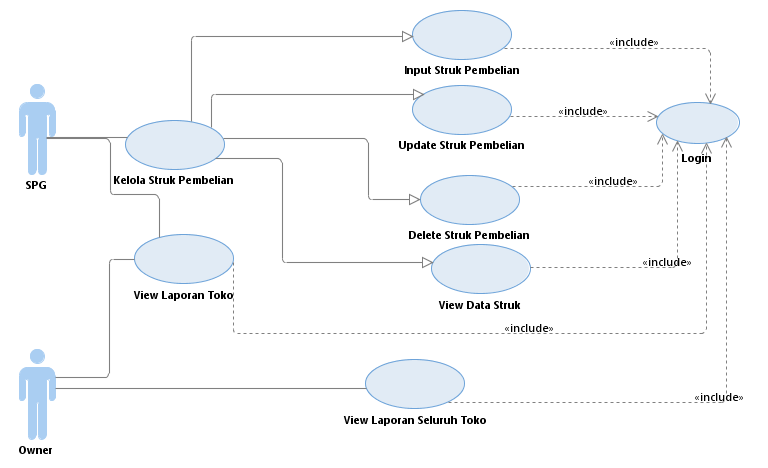 «include»
Input Struk Pembelian
«include»
Update Struk Pembelian
Login
SPG
Kelola Struk Pembelian
«include»
Delete Struk Pembelian
«include»
View Laporan Toko
View Data Struk
«include»
«include»
View Laporan Seluruh Toko
Owner